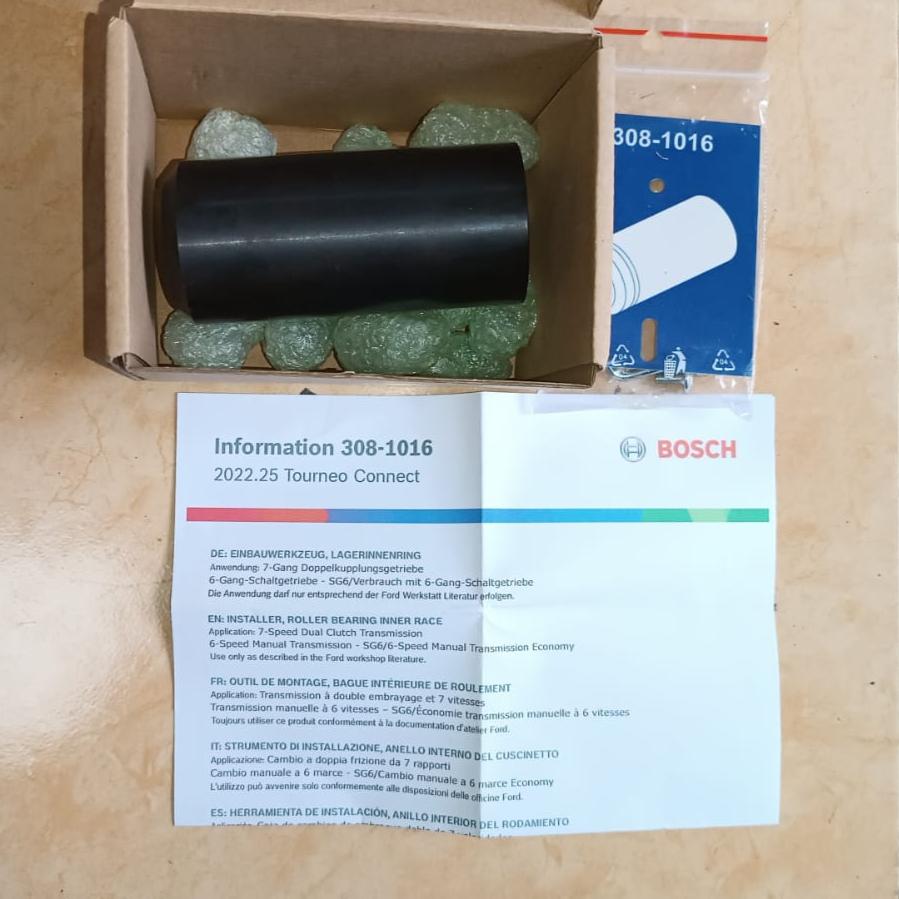 308-1016
04
04
Information 308-1016
BOSCH
2022.25 Tourneo Connect
DE: EINBAUWERKZEUG, LAGERINNENRING
Anwendung: 7-Gang Doppelkupplungsgetriebe
6-Gang-Schaltgetriebe - SG6/Verbrauch mit 6-Gang-Schaltgetriebe
Die Anwendung darf nur entsprechend der Ford Werkstatt Literatur erfolgen.
EN: INSTALLER, ROLLER BEARING INNER RACE
Application: 7-Speed Dual Clutch Transmission
6-Speed Manual Transmission - SG6/6-Speed Manual Transmission Economy
Use only as described in the Ford workshop literature.
FR: OUTIL DE MONTAGE, BAGUE INTÉRIEURE DE ROULEMENT
Application: Transmission à double embrayage et 7 vitesses
Transmission manuelle à 6 vitesses – SG6/Économie transmission manuelle à 6 vitesses
Toujours utiliser ce produit conformément à la documentation d'atelier Ford.
IT: STRUMENTO DI INSTALLAZIONE, ANELLO INTERNO DEL CUSCINETTO
Applicazione: Cambio a doppia frizione da 7 rapporti
Cambio manuale a 6 marce - SG6/Cambio manuale a 6 marce Economy
L'utilizzo può avvenire solo conformemente alle disposizioni delle officine Ford.
ES: HERRAMIENTA DE INSTALACIÓN, ANILLO INTERIOR DEL RODAMIENTO